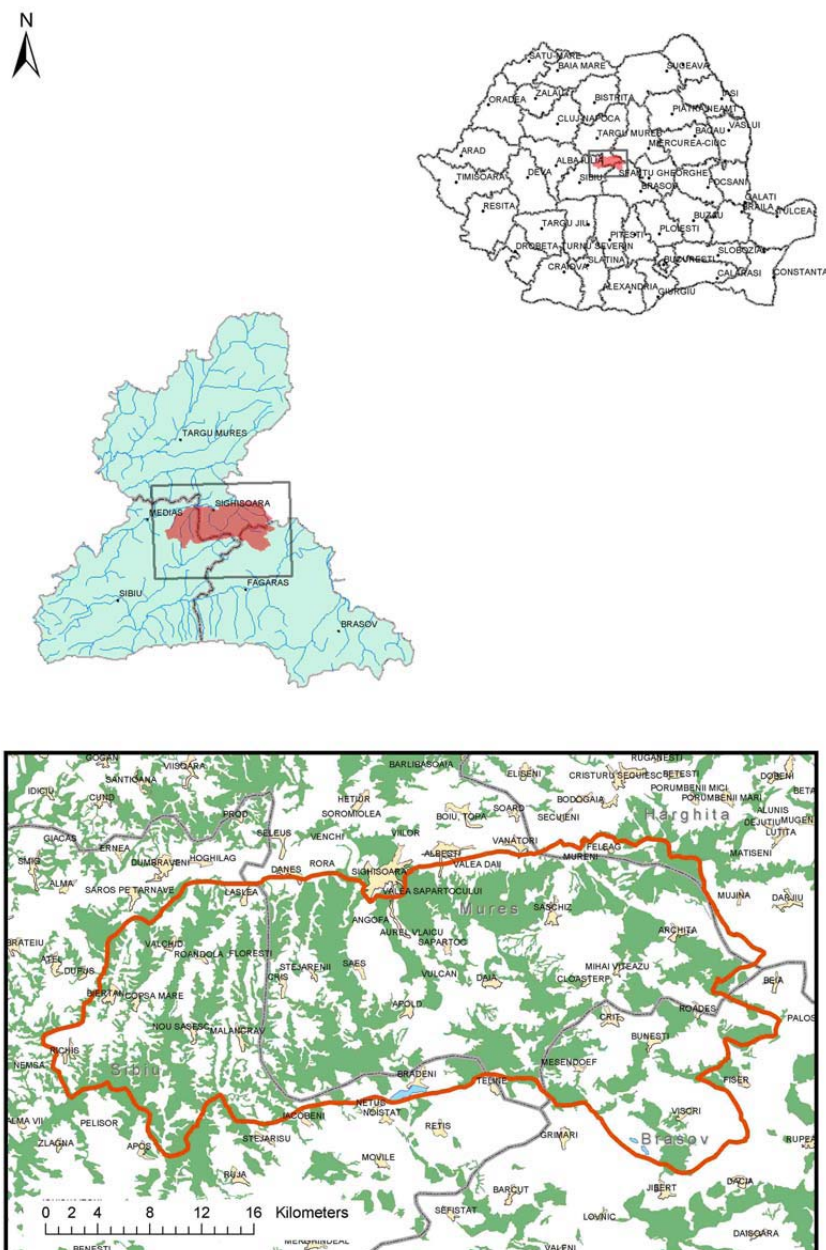 N
SATU-MARE
BAIA MARE
SUCEAVA
ORADEA
ZALAU
BISTRITA
IASI
CLUJ-NAPOCA
PIATRA NEAMT
TARGU MURES
BACAU
VASLUI
MIERCUREA-CIUC
ARAD
ALBA IULIA
DEVA
SIBIU
SFANTU GHEORGHE
FOCSANI
TIMISOARA
BRASOV
GALATI
BRAILA
TULCEA
RESITA
TARGU JIU
BUZAU
PITESTI
PLOIESTI
DROBETA-TURNU SEVERIN
SLOBOZIA
CRAIOVA
SLATINA
BUCURESTI
CALARASI
CONSTANTA
ALEXANDRIA
GIURGIU
TARGU MURES
SIGHISOARA
MEDIAS
FAGARAS
SIBIU
BRASOV
GOGAN
VIISOARA
BARLIBASOAIA
RUGANESTI
IDICIU
SANTIOANA
ELISENI
CRISTURU SECUIESC
BETESTI
DOBENI
CUND
HETIUR
BODOGAIA
PORUMBENII MICI
PORUMBENII MARI
PROD
SOROMIOLEA
BOIU, TOPA
SOARD
SECUIENI
ALUNIS
DEJUTIU
GIACAS
SELEUS
VENCHI
VIILOR
Harghita
LUTITA
ERNEA
VANATORI
SMIG
DUMBRAVENI
HOGHILAG
ALBESTI
FELEAG
MATISENI
RORA
DANES
SIGHISOARA
VALEA DAII
MURENI
ALMA
SAROS PE TARNAVE
LASLEA
VALEA SAPARTOCULUI
MUJINA
DARJIU
ANGOFA
Mures
SASCHIZ
BRATEIU
VALCHID
AUREL VLAICU
ARCHITA
ATEL
ROANDOLA
FLORESTI
SAPARTOC
DUPUS
CRIS
STEJARENII
SAES
VULCAN
DAIA
MIHAI VITEAZU
CLOASTERF
BEIA
BIERTAN
COPSA MARE
APOLD
ROADES
NOU SASESC
MALANCRAV
CRIT
PALOS
BUNESTI
RICHIS
NEMSA
Sibiu
MESENDOEF
BRADENI
TELINE
FISER
NETUS
NOISTAT
ALMA VII
PELISOR
IACOBENI
VISCRI
ZLAGNA
APOS
STEJARISU
RETIS
GRIMARI
Brasov
RUPEA
MOVILE
RUJA
BARCUT
JIBERT
DACIA
SEFISTAT
LOVNIC
0 2 4 8 12 16 Kilometers
DAISOARA
BENESTI
VALENI